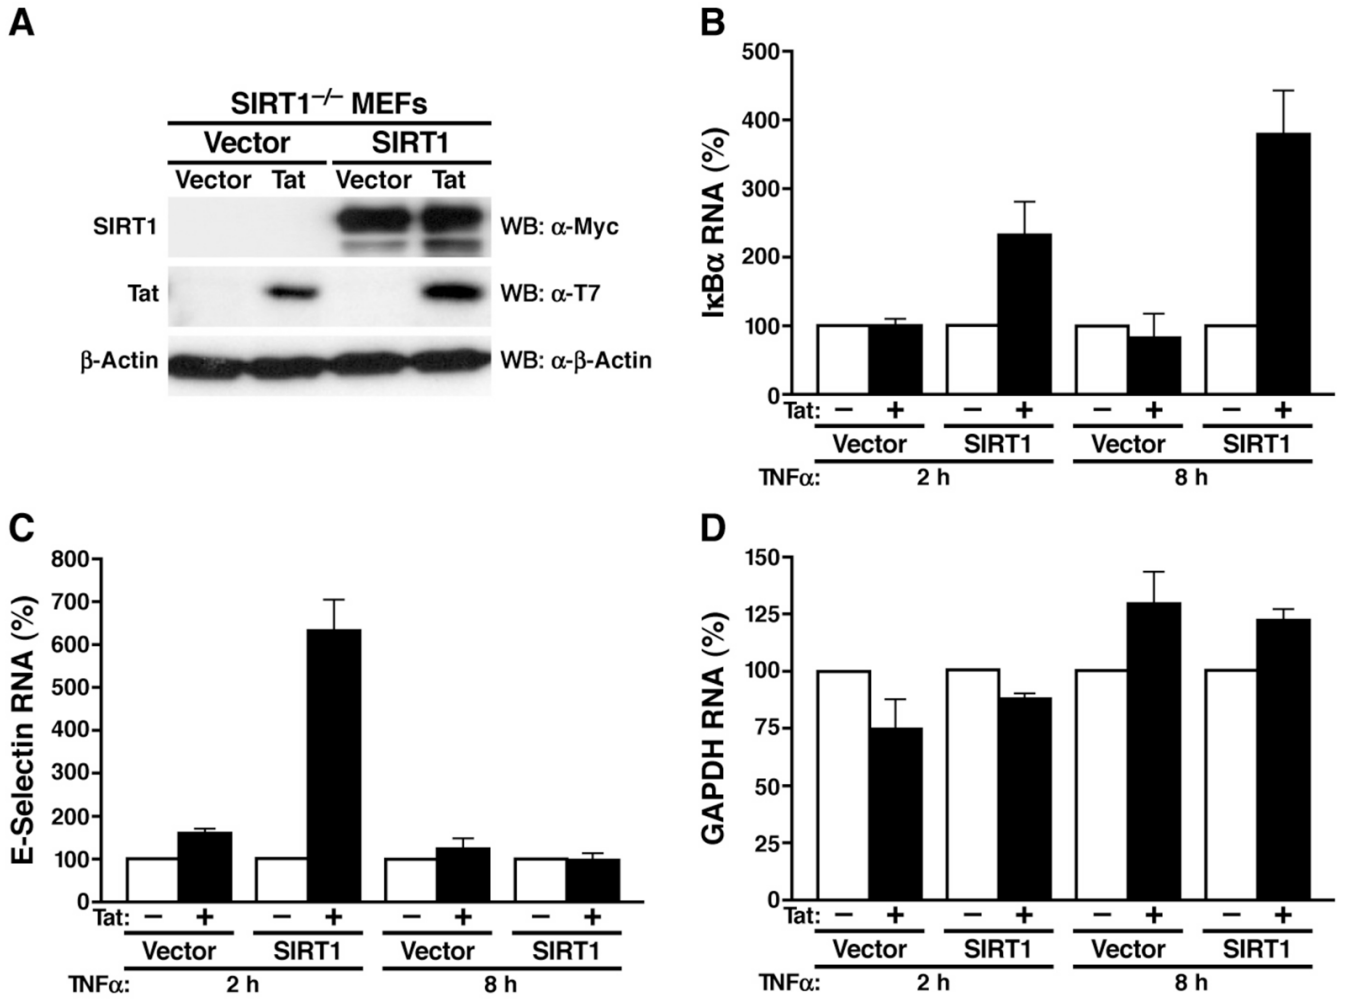 A
SIRT1–/– MEFs
Vector SIRT1
Vector Tat Vector Tat
SIRT1 WB: α-Myc
Tat WB: α-T7
β-Actin WB: α-β-Actin
B
500
400
300
200
100
0
IκBα RNA (%)
Tat: – + – + – + – +
Vector SIRT1 Vector SIRT1
TNFα: 2 h 8 h
C
800
700
600
500
400
300
200
100
0
E-Selectin RNA (%)
Tat: – + – + – + – +
Vector SIRT1 Vector SIRT1
TNFα: 2 h 8 h
D
150
125
100
75
50
25
0
GAPDH RNA (%)
Tat: – + – + – + – +
Vector SIRT1 Vector SIRT1
TNFα: 2 h 8 h